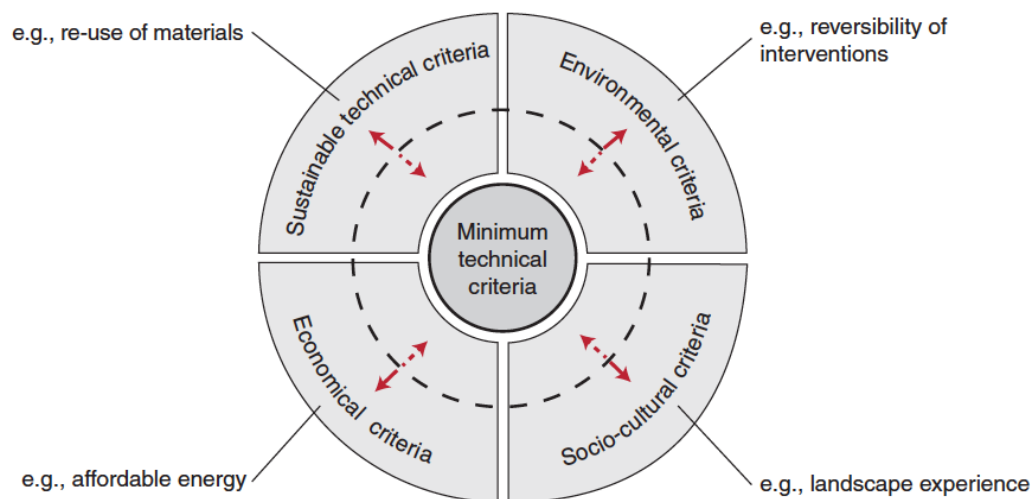 e.g., re-use of materials
e.g., reversibility of
interventions
Sustainable technical criteria
Environmental criteria
Minimum
technical
criteria
Economical criteria
Socio-cultural criteria
e.g., affordable energy
e.g., landscape experience